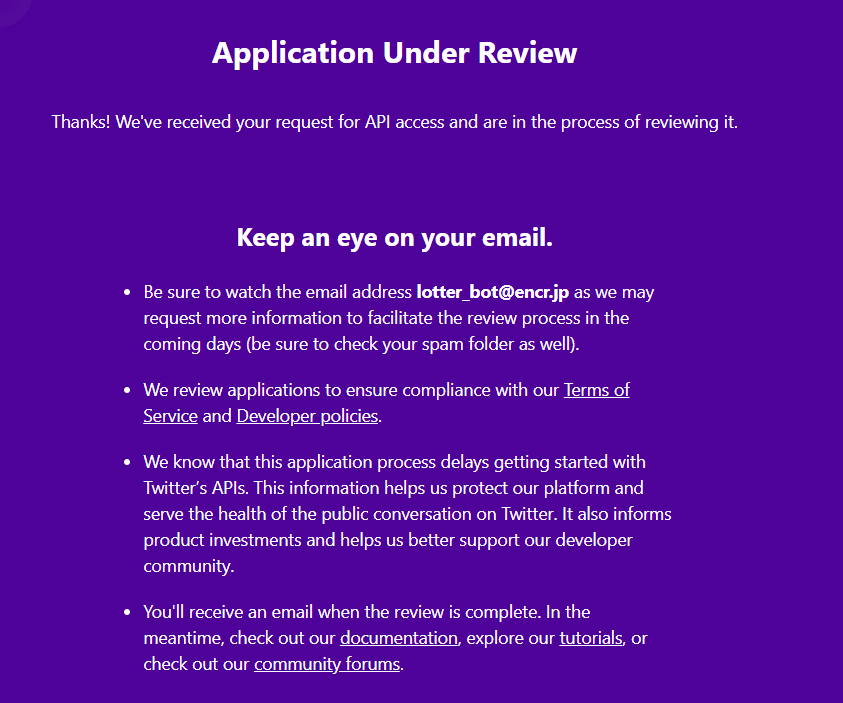 Application Under Review
Thanks! We've received your request for API access and are in the process of reviewing it.
Keep an eye on your email.
• Be sure to watch the email address lotter_bot@encr.jp as we may
request more information to facilitate the review process in the
coming days (be sure to check your spam folder as well).
• We review applications to ensure compliance with our Terms of
Service and Developer policies.
• We know that this application process delays getting started with
Twitter’s APIs. This information helps us protect our platform and
serve the health of the public conversation on Twitter. It also informs
product investments and helps us better support our developer
community.
• You'll receive an email when the review is complete. In the
meantime, check out our documentation, explore our tutorials, or
check out our community forums.